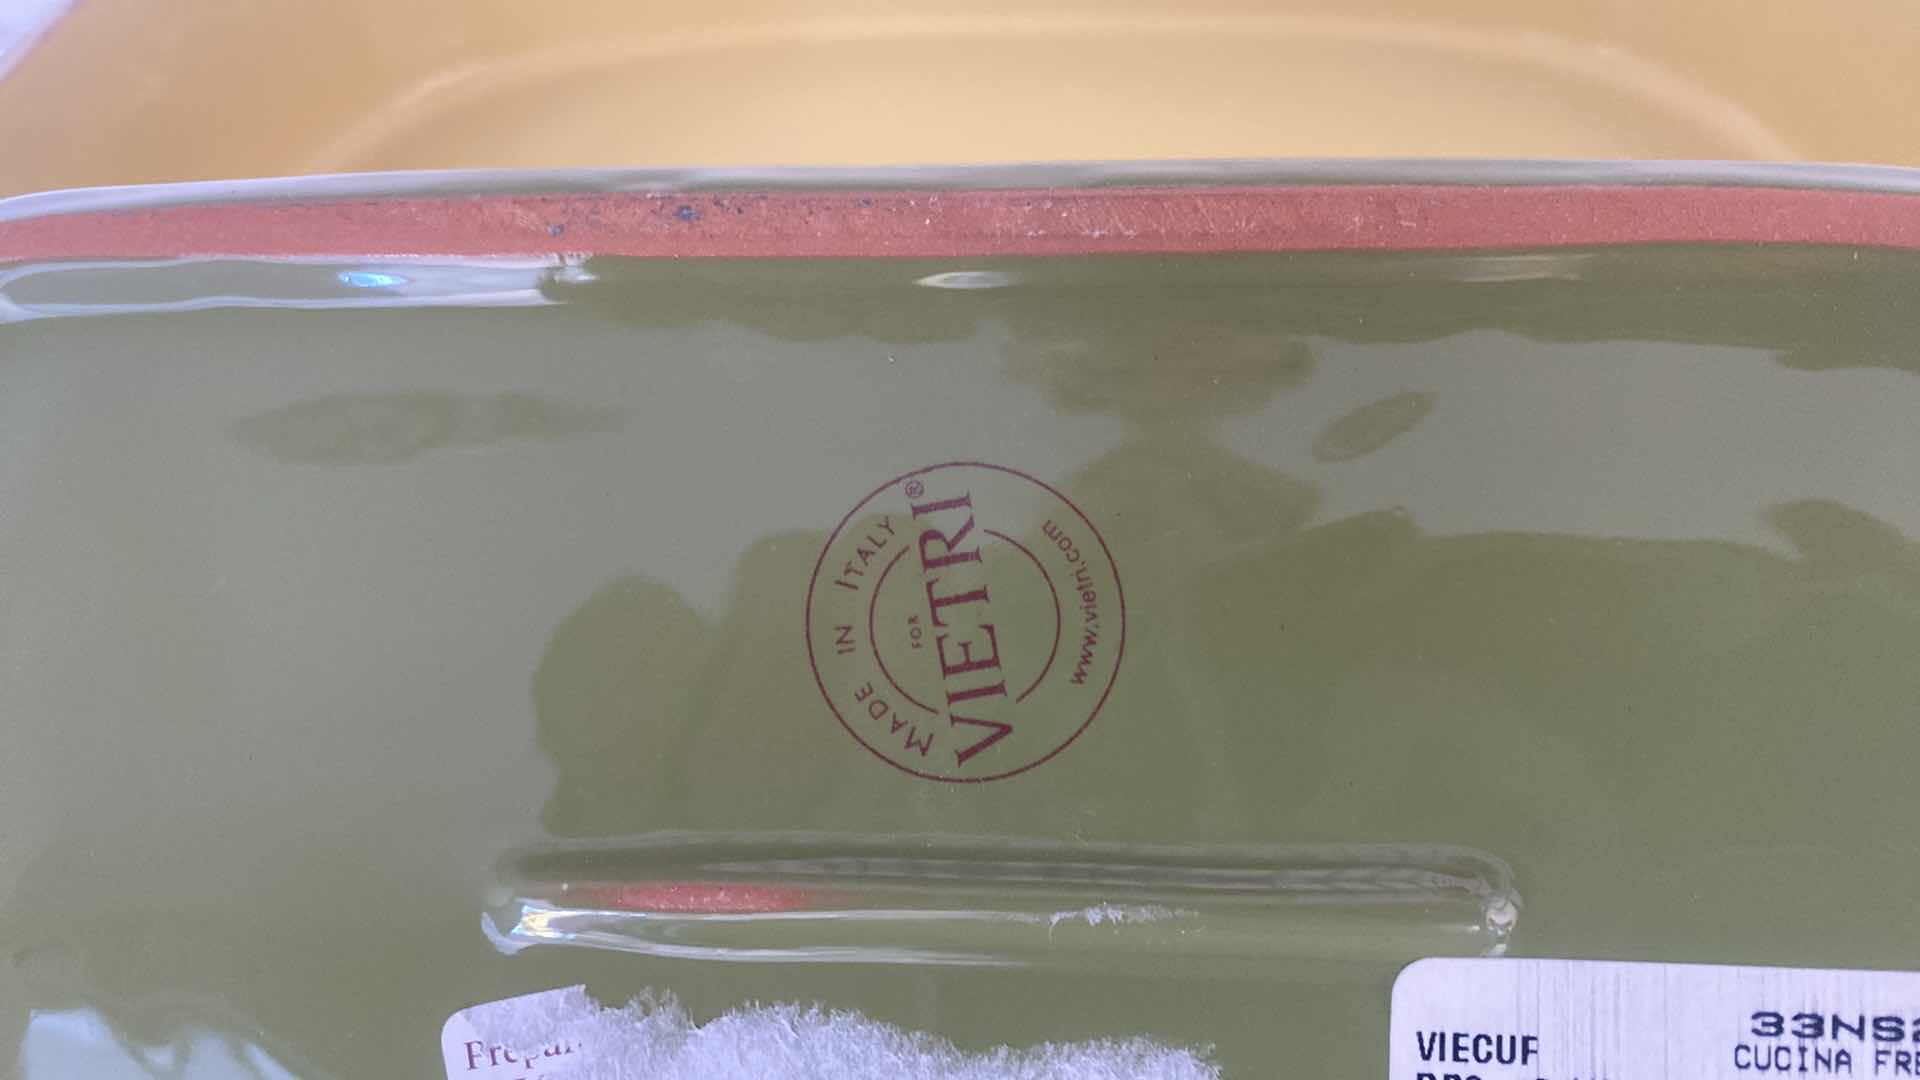 MADE IN ITALY
FOR
VIETRI®
www.vietri.com
33NS
VIECUF
CUCINA FRE